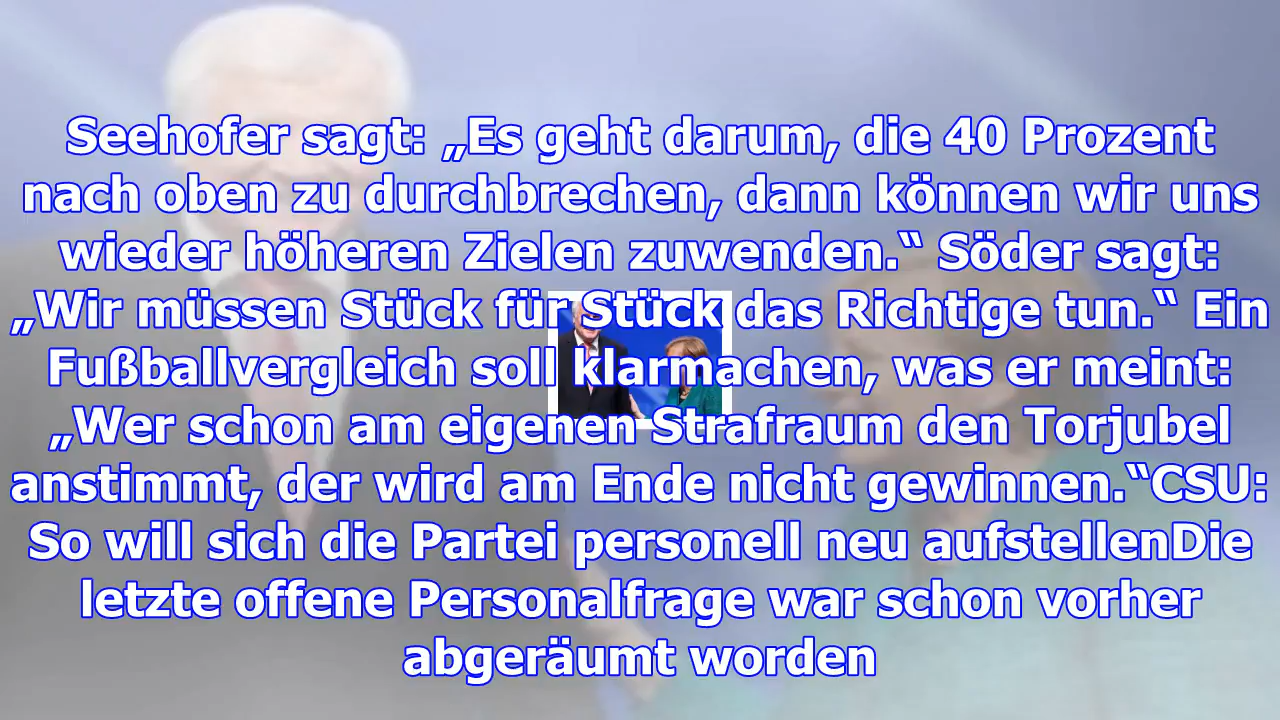 Seehofer sagt: „Es geht darum, die 40 Prozent
nach oben zu durchbrechen, dann können wir uns
wieder höheren Zielen zuwenden.“ Söder sagt:
„Wir müssen Stück für Stück das Richtige tun.“ Ein
Fußballvergleich soll klarmachen, was er meint:
„Wer schon am eigenen Strafraum den Torjubel
anstimmt, der wird am Ende nicht gewinnen.“CSU:
So will sich die Partei personell neu aufstellenDie
letzte offene Personalfrage war schon vorher
abgeräumt worden